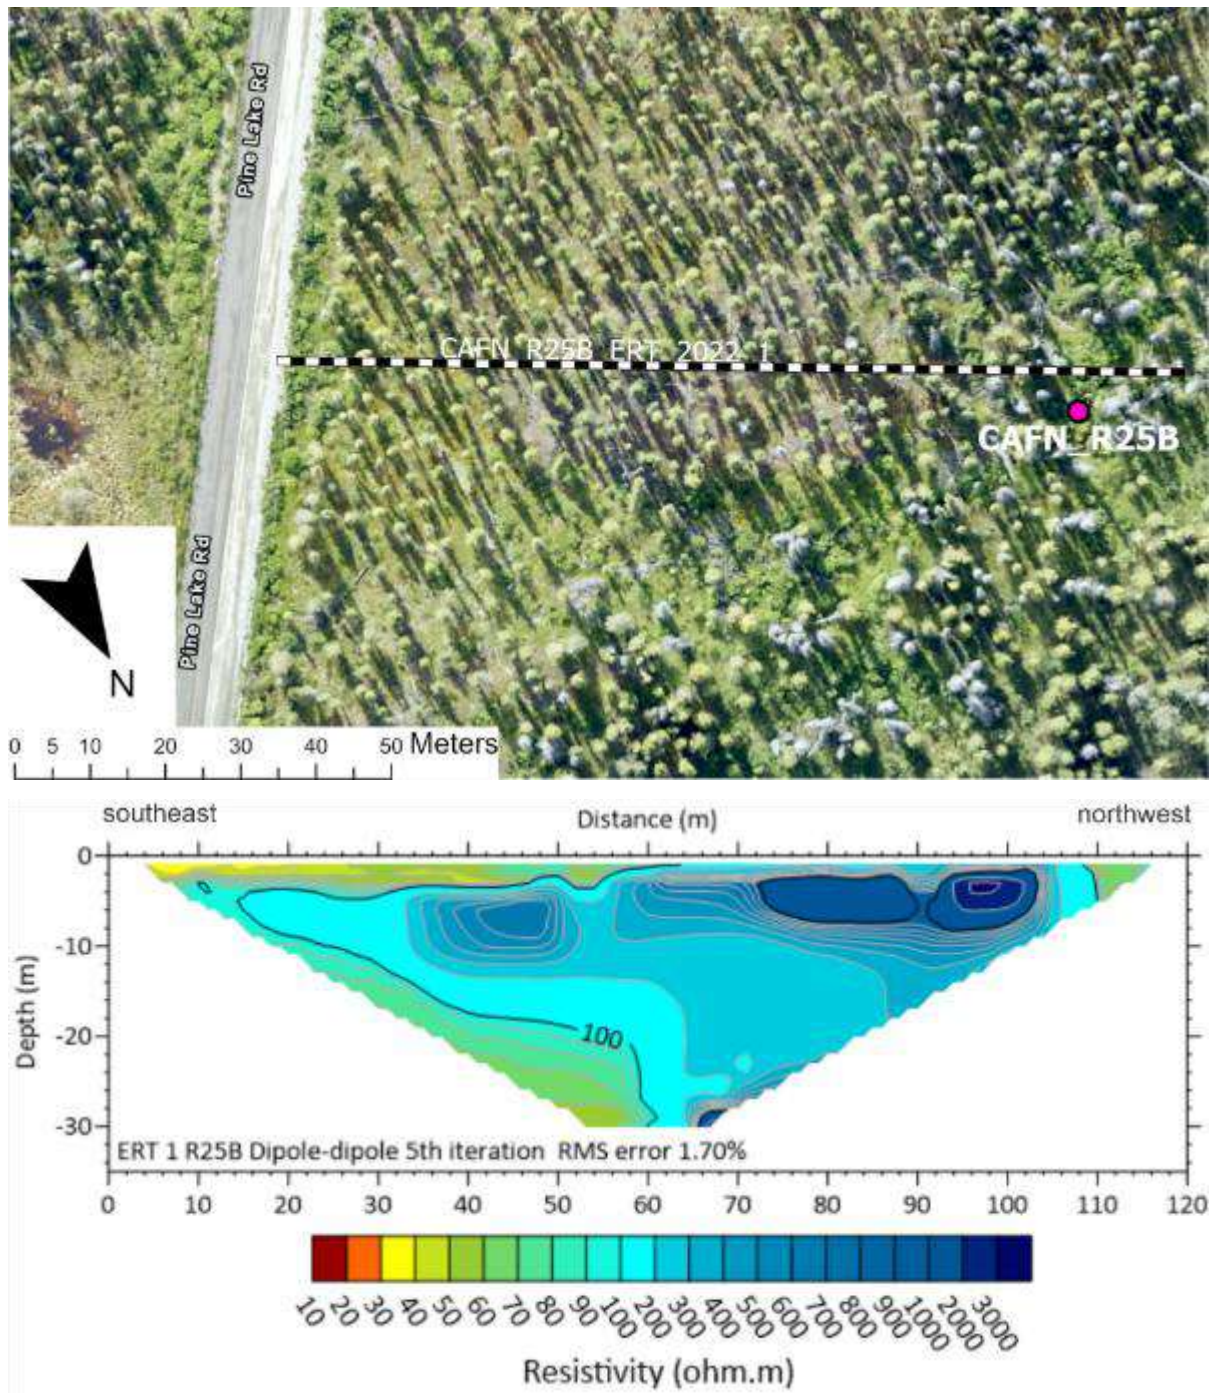 Pine Lake Rd
CAFN_R25B_ERT_2022_1
CAFN_R25B
Pine Lake Rd
N
0 5 10 20 30 40 50 Meters
southeast Distance (m) northwest
0
-10
-20
-30
Depth (m)
100
ERT 1 R25B Dipole-dipole 5th iteration RMS error 1.70%
0 10 20 30 40 50 60 70 80 90 100 110 120
10 20 30 40 50 60 70 80 90 100 200 300 400 500 600 700 800 900 1000 2000 3000
Resistivity (ohm.m)